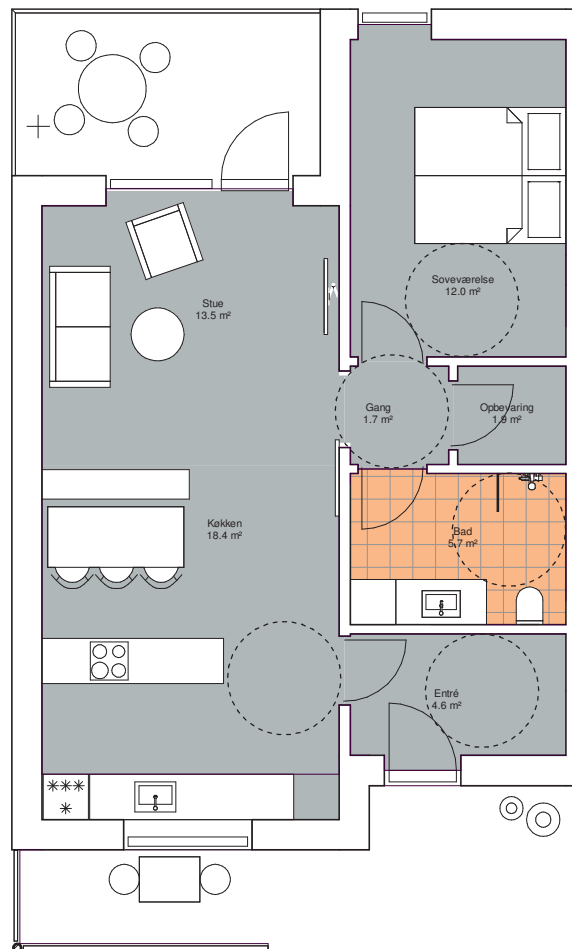 Soveværelse
12.0 m²
Stue
13.5 m²
Gang
1.7 m²
Opbevaring
1.9 m²
Køkken
18.4 m²
Bad
5.7 m²
Entré
4.6 m²